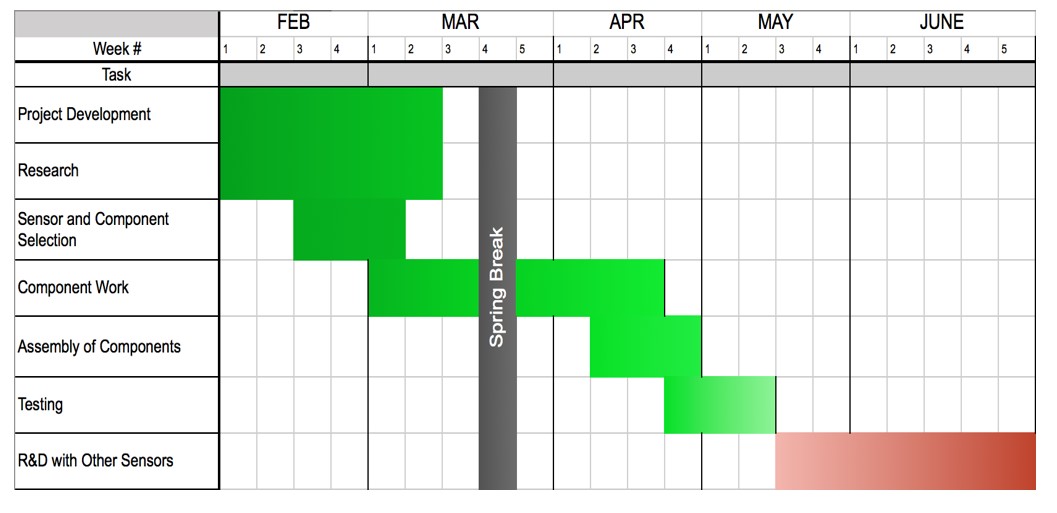 FEB MAR APR MAY JUNE
Week # 1 2 3 4 1 2 3 4 5 1 2 3 4 1 2 3 4 1 2 3 4 5
Task
Project Development
Research
Sensor and Component
Selection
Spring Break
Component Work
Assembly of Components
Testing
R&D with Other Sensors